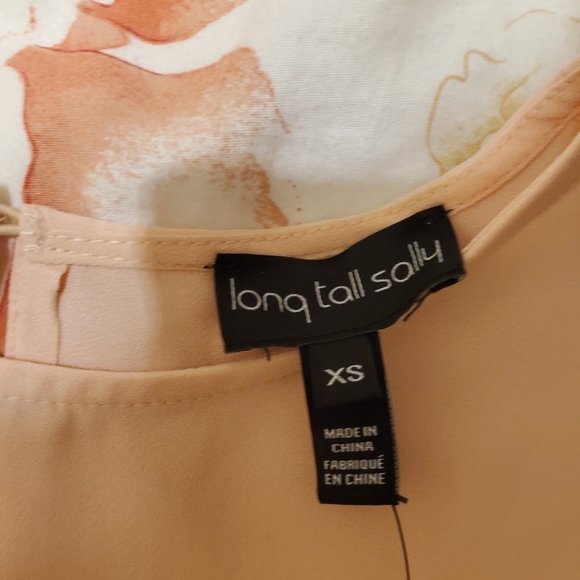 long tall sally
XS
MADE IN
CHINA
FABRIQUÉ
EN CHINE